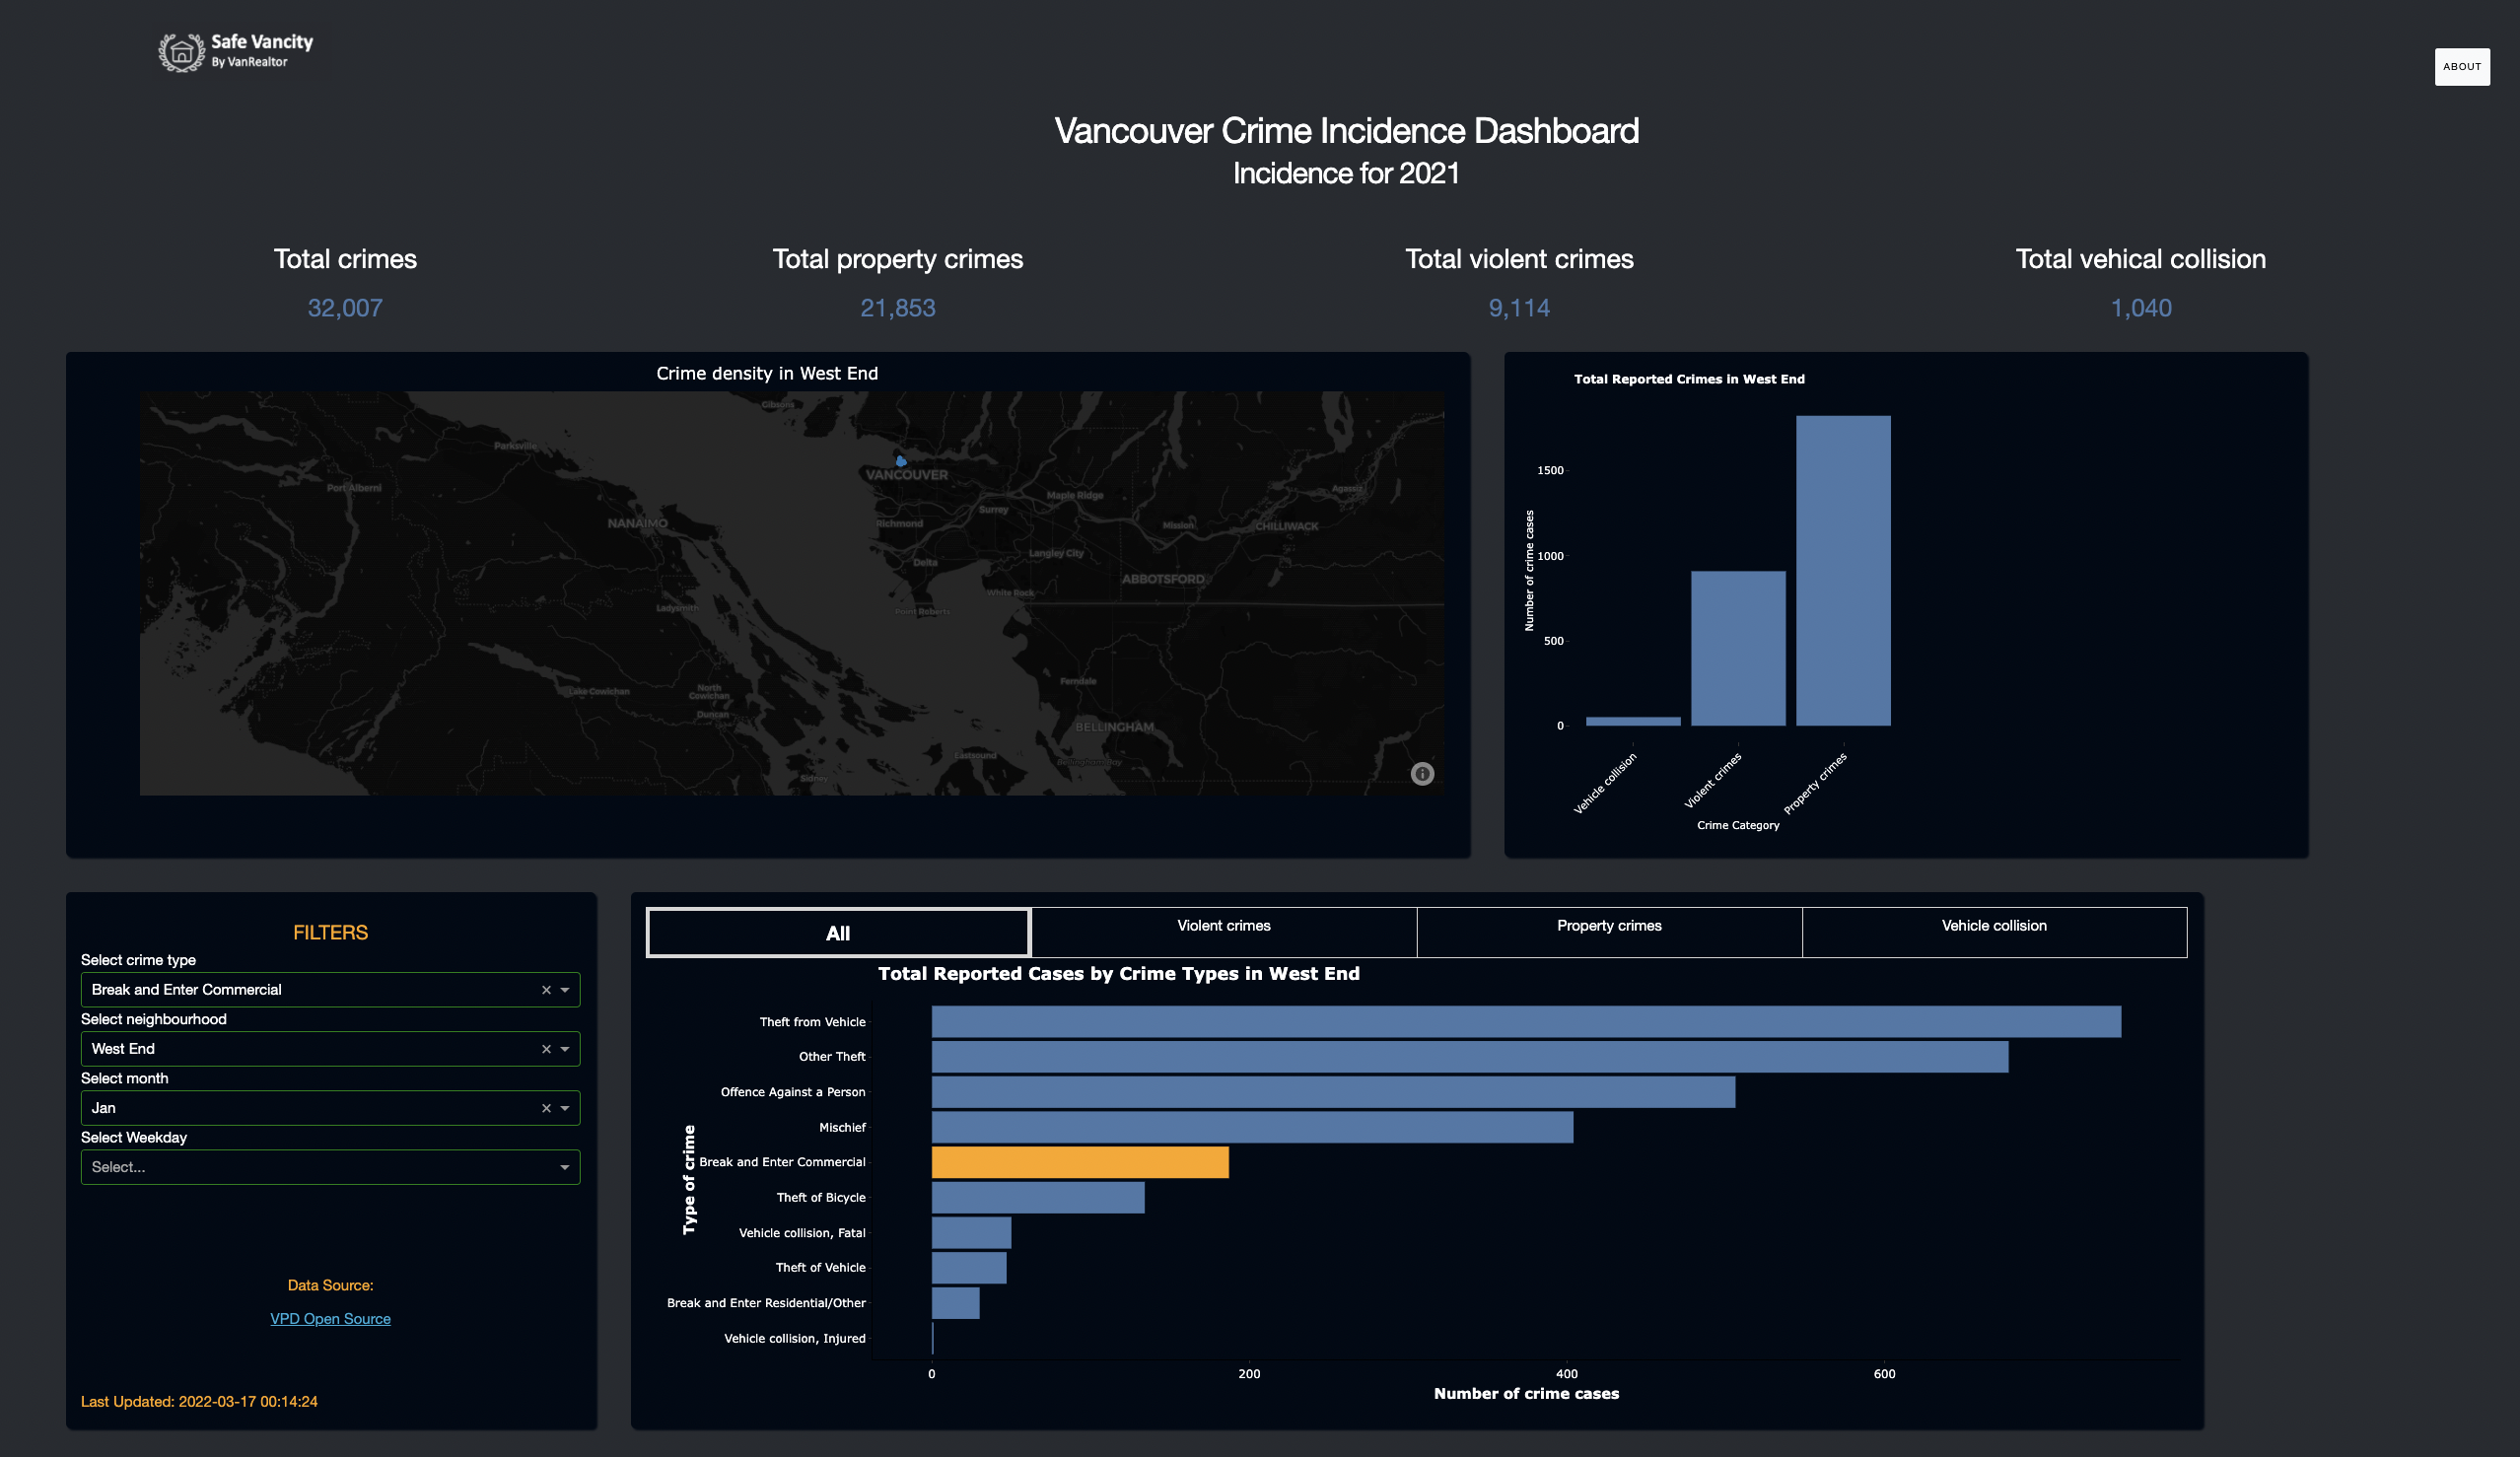 Safe Vancity
By VanRealtor
ABOUT
Vancouver Crime Incidence Dashboard
Incidence for 2021
Total crimes
32,007
Total property crimes
21,853
Total violent crimes
9,114
Total vehical collision
1,040
Crime density in West End
Gibsons
Parksville
Port Alberni
VANCOUVER
NANAIMO
Richmond
Surrey
Maple Ridge
Mission
Agassiz
CHILLIWACK
Langley City
Delta
ABBOTSFORD
White Rock
Point Roberts
Ladysmith
Lake Cowichan
North
Cowichan
Duncan
Ferndale
BELLINGHAM
Bellingham Bay
Eastsound
Sidney
Total Reported Crimes in West End
Number of crime cases
1500
1000
500
0
Vehicle collision
Violent crimes
Property crimes
Crime Category
FILTERS
Select crime type
Break and Enter Commercial
Select neighbourhood
West End
Select month
Jan
Select Weekday
Select...
Data Source:
VPD Open Source
Last Updated: 2022-03-17 00:14:24
All
Violent crimes
Property crimes
Vehicle collision
Total Reported Cases by Crime Types in West End
Type of crime
Theft from Vehicle
Other Theft
Offence Against a Person
Mischief
Break and Enter Commercial
Theft of Bicycle
Vehicle collision, Fatal
Theft of Vehicle
Break and Enter Residential/Other
Vehicle collision, Injured
0 200 400 600
Number of crime cases